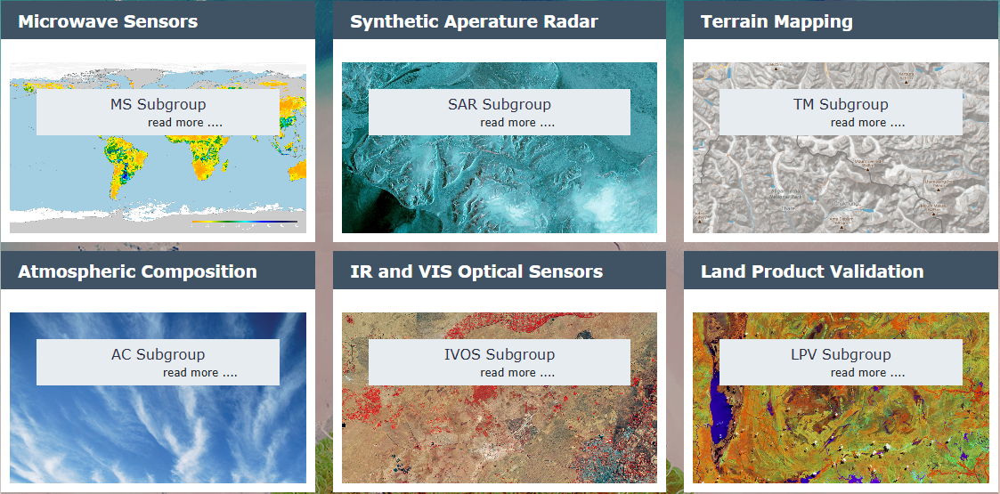 Microwave Sensors
MS Subgroup
read more ....
Synthetic Aperature Radar
SAR Subgroup
read more ....
Terrain Mapping
TM Subgroup
read more ....
Atmospheric Composition
AC Subgroup
read more ....
IR and VIS Optical Sensors
IVOS Subgroup
read more ....
Land Product Validation
LPV Subgroup
read more ....